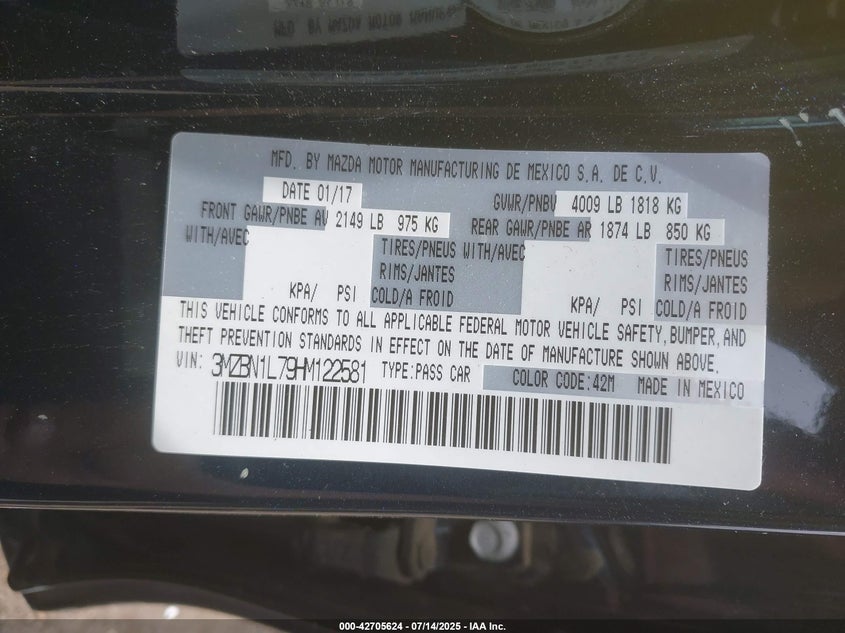 MFD. BY MAZDA MOTOR MANUFACTURING DE MEXICO S.A. DE C.V.
DATE 01/17 GVWR/PNBV 4009 LB 1818 KG
FRONT GAWR/PNBE AV 2149 LB 975 KG REAR GAWR/PNBE AR 1874 LB 850 KG
WITH/AVEC TIRES/PNEUS WITH/AVEC TIRES/PNEUS
RIMS/JANTES RIMS/JANTES
KPA/ PSI COLD/A FROID KPA/ PSI COLD/A FROID
THIS VEHICLE CONFORMS TO ALL APPLICABLE FEDERAL MOTOR VEHICLE SAFETY, BUMPER, AND
THEFT PREVENTION STANDARDS IN EFFECT ON THE DATE OF MANUFACTURE SHOWN ABOVE.
VIN: 3MZBN1L79HM122581 TYPE:PASS CAR COLOR CODE:42M MADE IN MEXICO
000-42705624 / 07/14/2025 - IAA Inc.